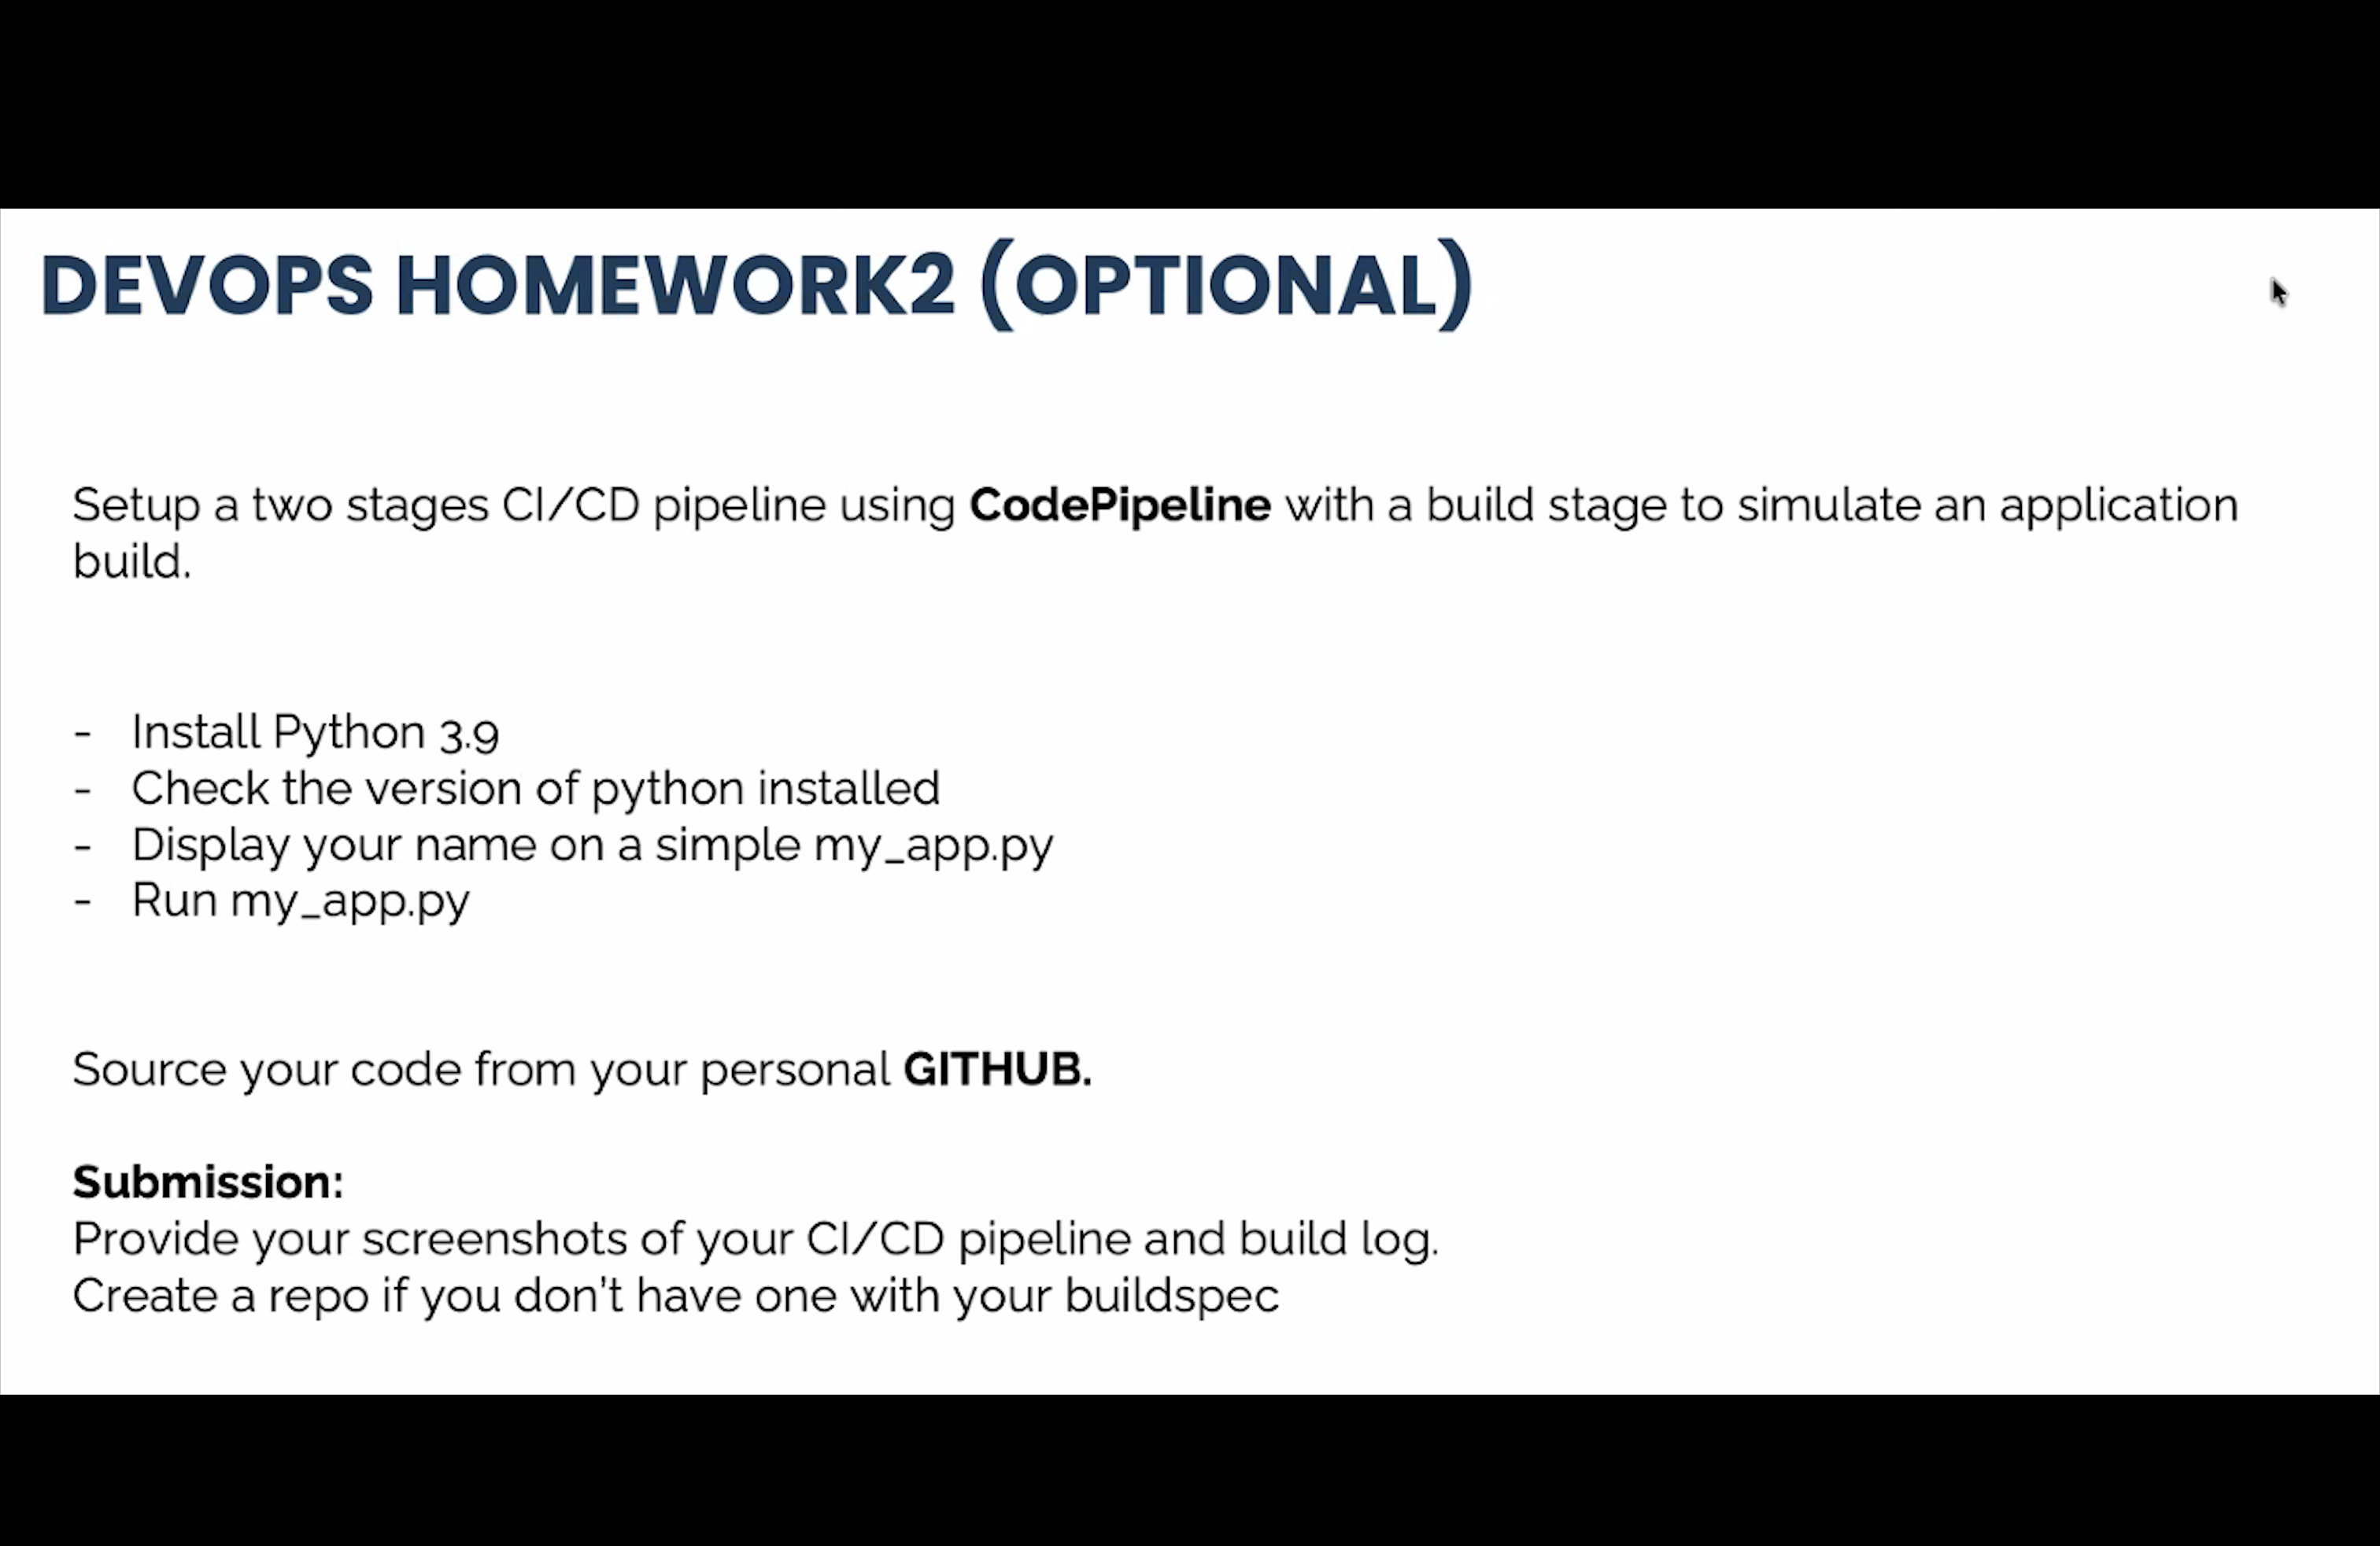 DEVOPS HOMEWORK2 (OPTIONAL)
Setup a two stages CI/CD pipeline using CodePipeline with a build stage to simulate an application
build.
- Install Python 3.9
- Check the version of python installed
- Display your name on a simple my_app.py
- Run my_app.py
Source your code from your personal GITHUB.
Submission:
Provide your screenshots of your CI/CD pipeline and build log.
Create a repo if you don't have one with your buildspec